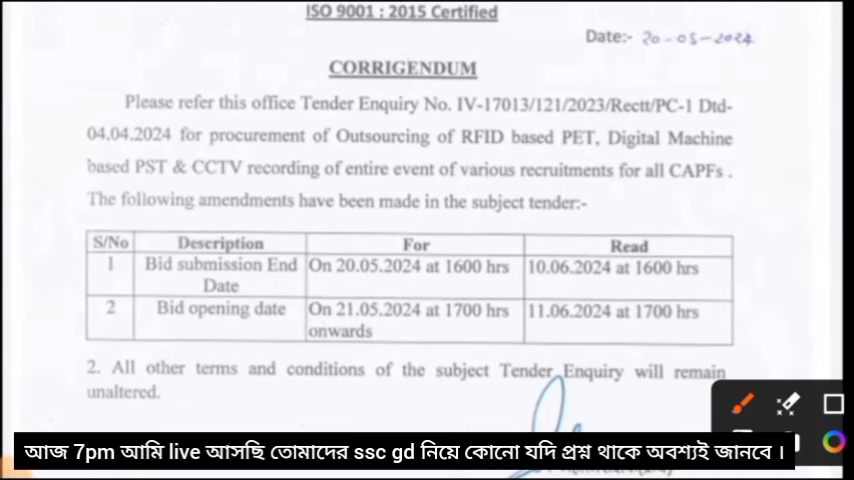 ISO 9001 : 2015 Certified
Date:- 20-05-2024
CORRIGENDUM
Please refer this office Tender Enquiry No. IV-17013/121/2023/Rectt/PC-1 Dtd-
04.04.2024 for procurement of Outsourcing of RFID based PET, Digital Machine
based PST & CCTV recording of entire event of various recruitments for all CAPFs .
The following amendments have been made in the subject tender:-
S/No Description For Read
1 Bid submission End On 20.05.2024 at 1600 hrs 10.06.2024 at 1600 hrs
Date
2 Bid opening date On 21.05.2024 at 1700 hrs 11.06.2024 at 1700 hrs
onwards
2. All other terms and conditions of the subject Tender Enquiry will remain
unaltered.
আজ 7pm আমি live আসছি তোমাদের ssc gd নিয়ে কোনো যদি প্রশ্ন থাকে অবশ্যই জানবে ।